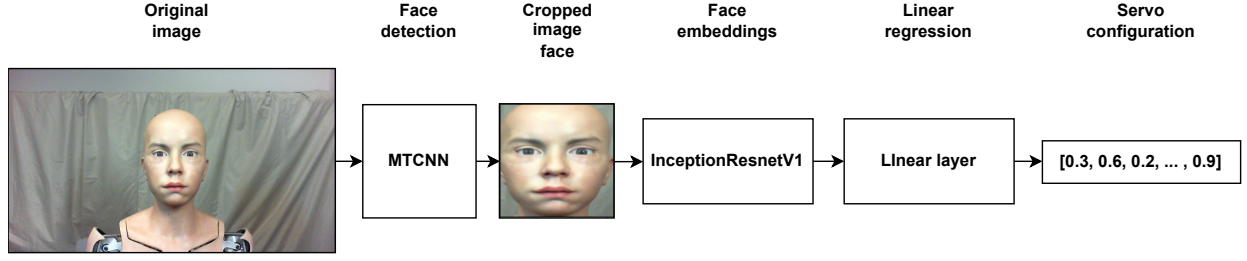 Original
image
Face
detection
Cropped
image
face
Face
embeddings
Linear
regression
Servo
configuration
MTCNN
InceptionResnetV1
LInear layer
[0.3, 0.6, 0.2, ... , 0.9]